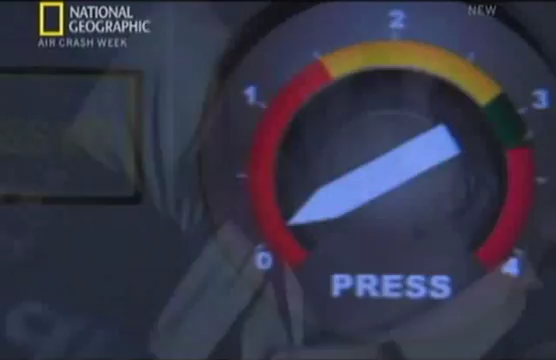 NATIONAL
GEOGRAPHIC
AIR CRASH WEEK
NEW
2
1
3
0
4
PRESS